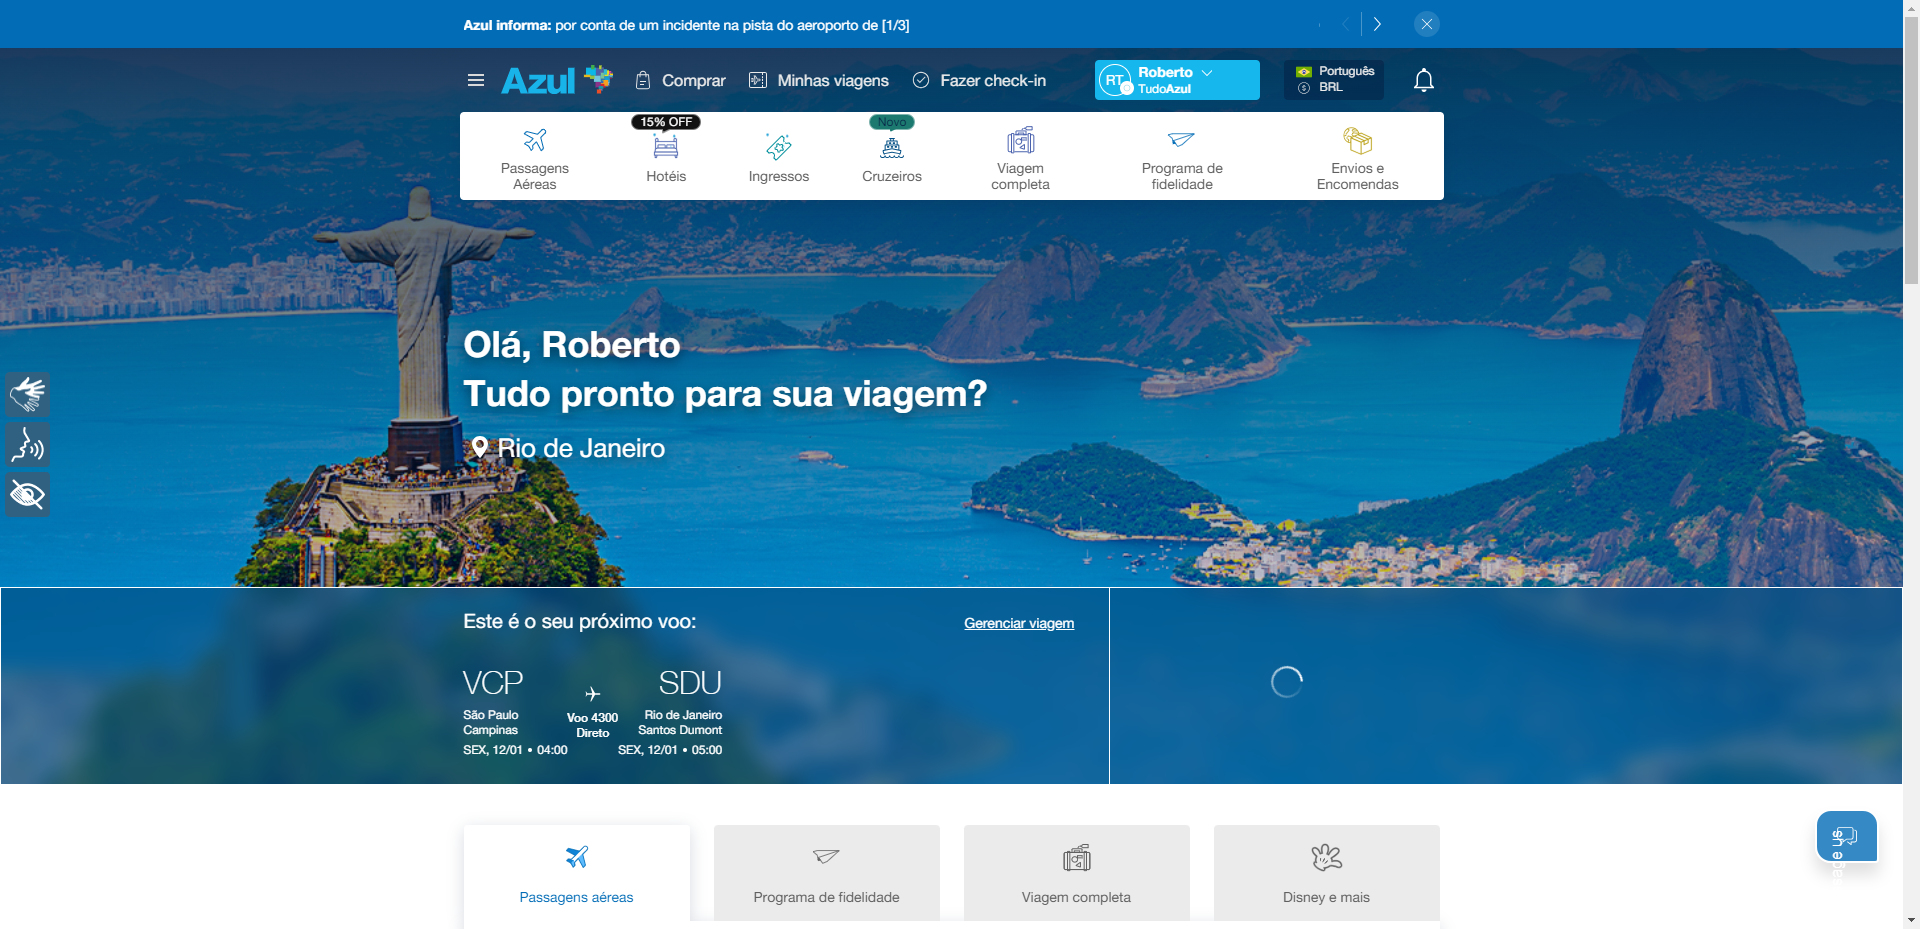 Azul informa: por conta de um incidente na pista do aeroporto de [1/3]
Azul
Comprar
Minhas viagens
Fazer check-in
RT
Roberto
TudoAzul
Português
BRL
15% OFF
Novo
Passagens
Aéreas
Hotéis
Ingressos
Cruzeiros
Viagem
completa
Programa de
fidelidade
Envios e
Encomendas
Olá, Roberto
Tudo pronto para sua viagem?
Rio de Janeiro
Este é o seu próximo voo:
Gerenciar viagem
VCP
SDU
São Paulo
Campinas
Voo 4300
Direto
Rio de Janeiro
Santos Dumont
SEX, 12/01 • 04:00
SEX, 12/01 • 05:00
Passagens aéreas
Programa de fidelidade
Viagem completa
Disney e mais